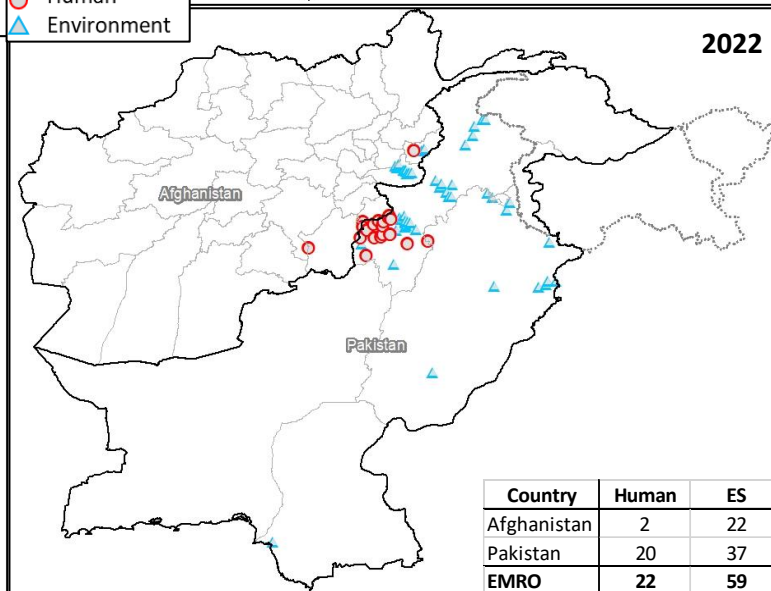 Human
Environment
2022
Afghanistan
Pakistan
Country Human ES
Afghanistan 2 22
Pakistan 20 37
EMRO 22 59